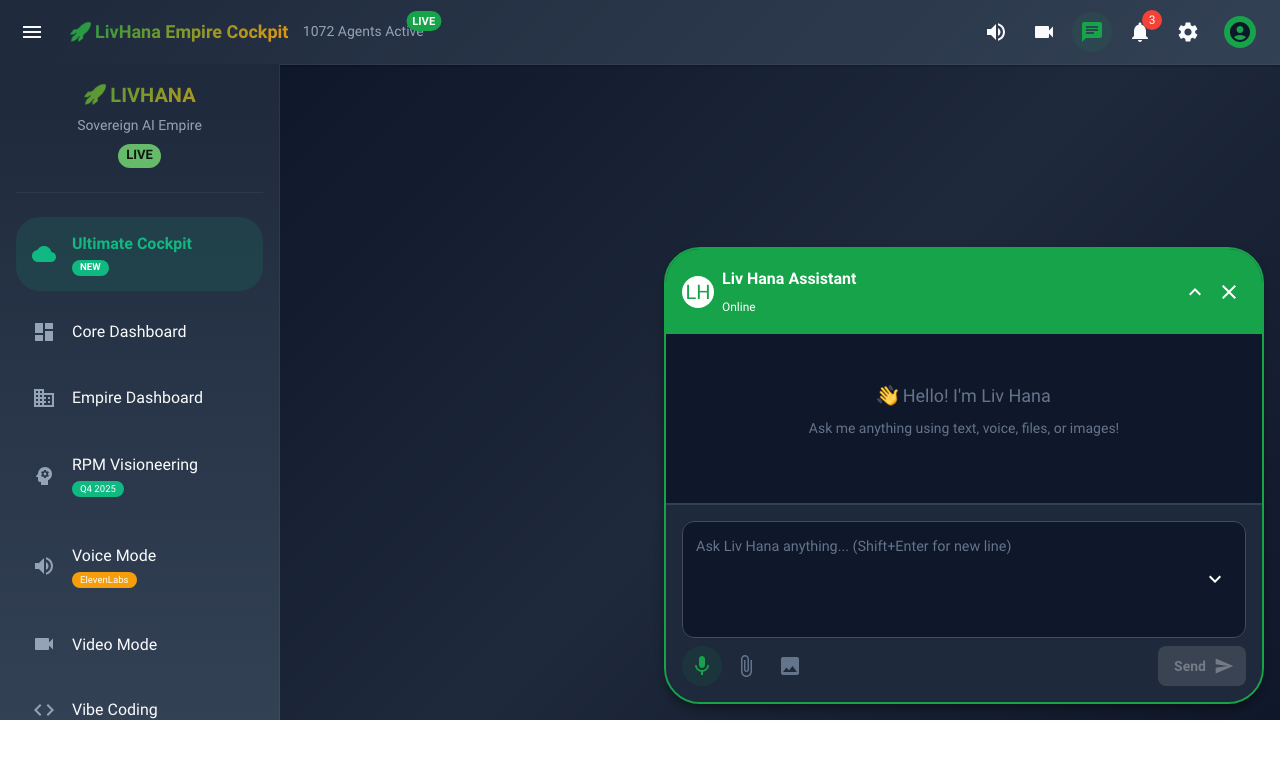 🚀 LivHana Empire Cockpit
1072 Agents Active
LIVE
3
🚀 LIVHANA
Sovereign AI Empire
LIVE
Ultimate Cockpit
NEW
Core Dashboard
Empire Dashboard
RPM Visioneering
Q4 2025
Voice Mode
ElevenLabs
Video Mode
Vibe Coding
LH
Liv Hana Assistant
Online
👋 Hello! I'm Liv Hana
Ask me anything using text, voice, files, or images!
Ask Liv Hana anything... (Shift+Enter for new line)
Send